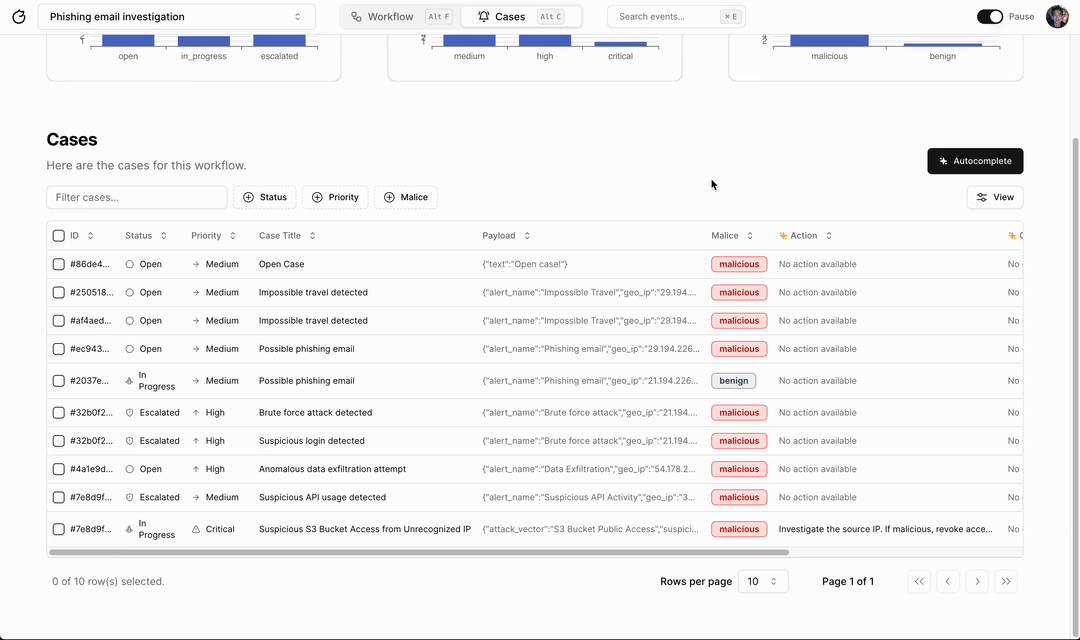 Phishing email investigation
Workflow Alt F Cases Alt C
Search events... ⌘ E
Pause
open in_progress escalated
medium high critical
2
malicious benign
Cases
Here are the cases for this workflow.
Autocomplete
Filter cases...
Status
Priority
Malice
View
ID Status Priority Case Title Payload Malice Action
#86de4... Open Medium Open Case {"text":"Open case!"} malicious No action available No
#250518... Open Medium Impossible travel detected {"alert_name":"Impossible Travel","geo_ip":"29.194.... malicious No action available No
#af4aed... Open Medium Impossible travel detected {"alert_name":"Impossible Travel","geo_ip":"29.194.... malicious No action available No
#ec943... Open Medium Possible phishing email {"alert_name":"Phishing email","geo_ip":"29.194.226... malicious No action available No
#2037e... In Progress Medium Possible phishing email {"alert_name":"Phishing email","geo_ip":"21.194.226... benign No action available No
#32b0f2... Escalated High Brute force attack detected {"alert_name":"Brute force attack","geo_ip":"21.194.... malicious No action available No
#32b0f2... Escalated High Suspicious login detected {"alert_name":"Brute force attack","geo_ip":"21.194.... malicious No action available No
#4a1e9d... Open High Anomalous data exfiltration attempt {"alert_name":"Data Exfiltration","geo_ip":"54.178.2... malicious No action available No
#7e8d9f... Escalated Medium Suspicious API usage detected {"alert_name":"Suspicious API Activity","geo_ip":"3... malicious No action available No
#7e8d9f... In Progress Critical Suspicious S3 Bucket Access from Unrecognized IP {"attack_vector":"S3 Bucket Public Access","suspici... malicious Investigate the source IP. If malicious, revoke acce... No
0 of 10 row(s) selected.
Rows per page 10 Page 1 of 1